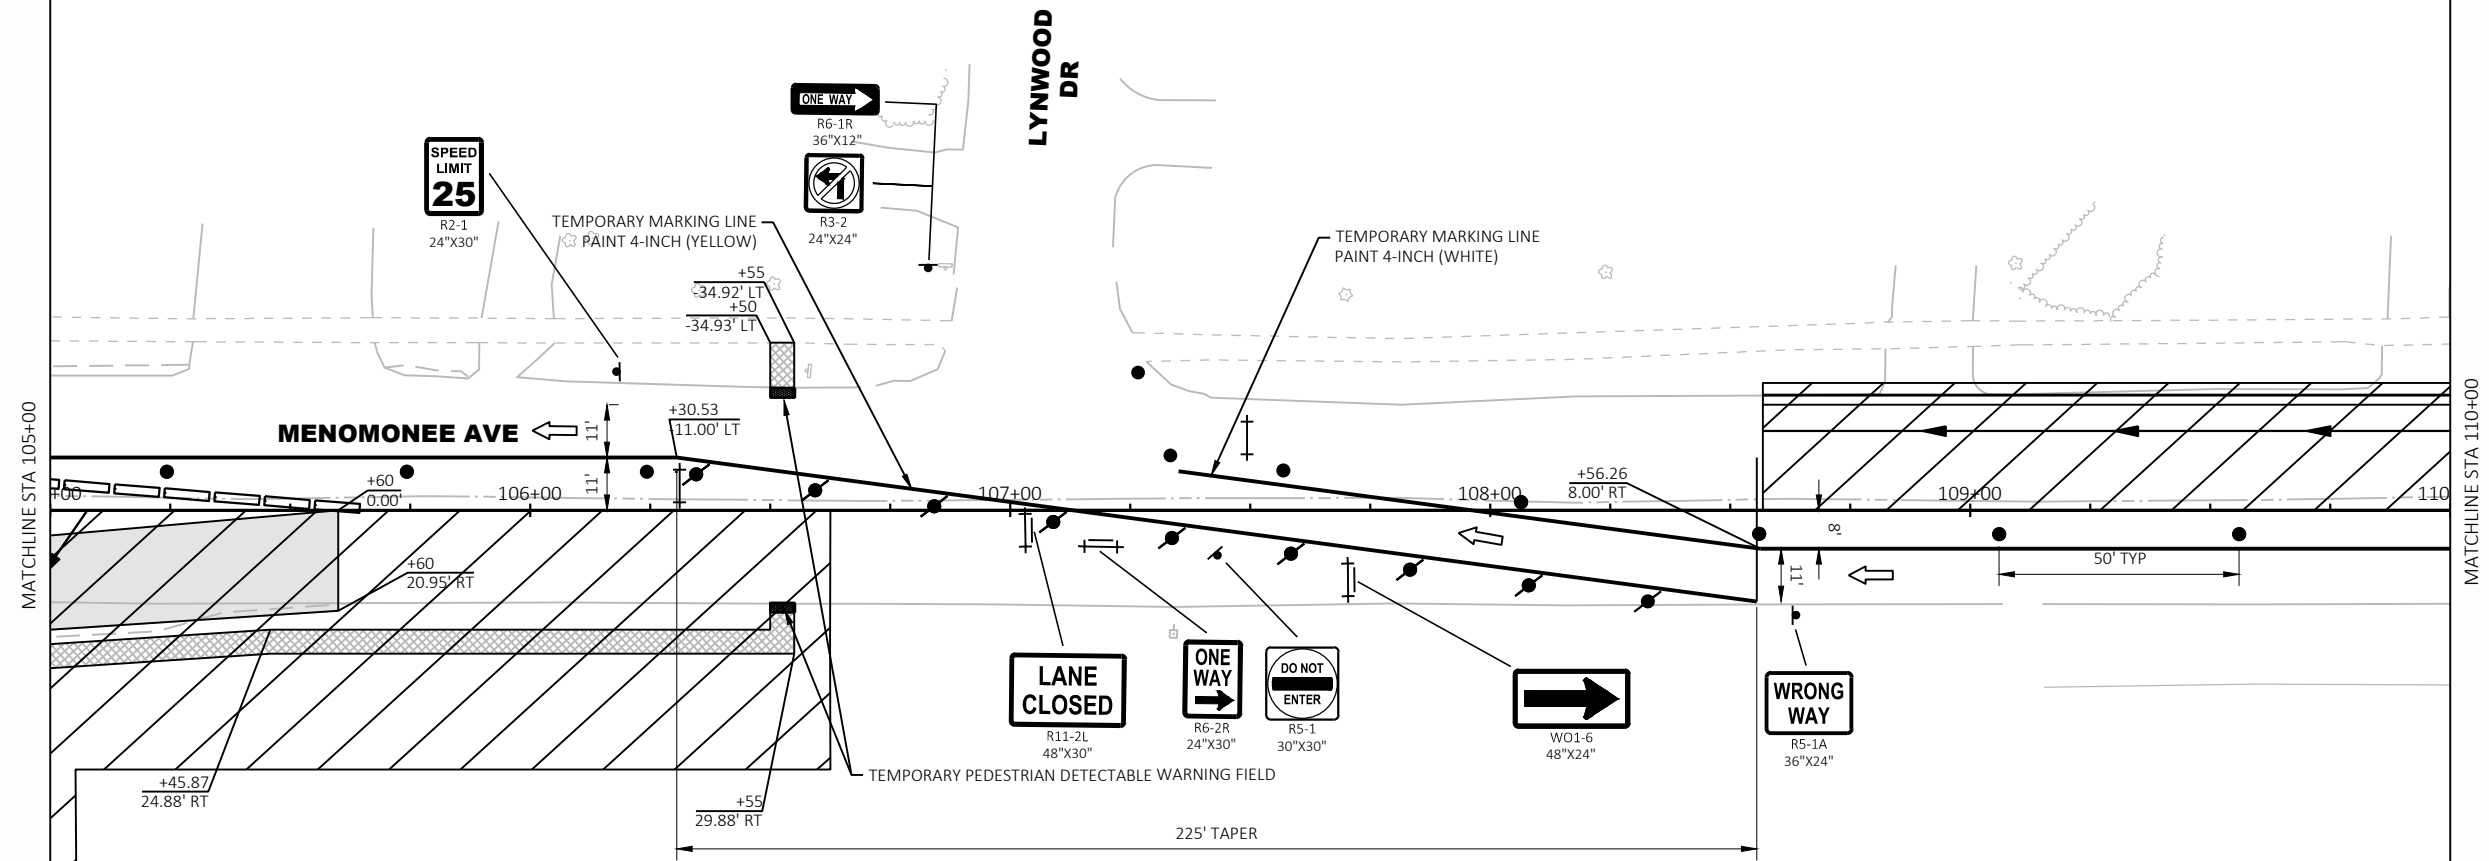 LYNWOOD
DR
ONE WAY
R6-1R
36"X12"
SPEED
LIMIT
25
R2-1
24"X30"
R3-2
24"X24"
TEMPORARY MARKING LINE
PAINT 4-INCH (YELLOW)
TEMPORARY MARKING LINE
PAINT 4-INCH (WHITE)
+55
-34.92' LT
+50
-34.93' LT
+30.53
-11.00' LT
MENOMONEE AVE
11'
11'
MATCHLINE STA 105+00
MATCHLINE STA 110+00
+00
+60
0.00'
106+00
107+00
108+00
109+00
110
+56.26
8.00' RT
8'
11'
50' TYP
+60
20.95' RT
LANE
CLOSED
R11-2L
48"X30"
ONE
WAY
R6-2R
24"X30"
DO NOT
ENTER
R5-1
30"X30"
WO1-6
48"X24"
WRONG
WAY
R5-1A
36"X24"
TEMPORARY PEDESTRIAN DETECTABLE WARNING FIELD
+45.87
24.88' RT
+55
29.88' RT
225' TAPER